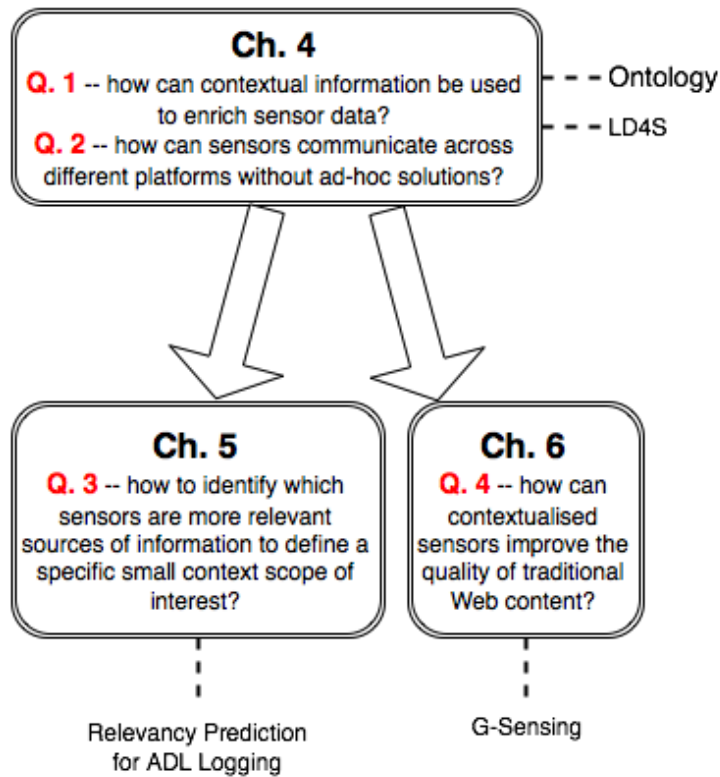 Ch. 4
Q. 1 -- how can contextual information be used
to enrich sensor data?
Q. 2 -- how can sensors communicate across
different platforms without ad-hoc solutions?
Ontology
LD4S
Ch. 5
Q. 3 -- how to identify which
sensors are more relevant
sources of information to define a
specific small context scope of
interest?
Ch. 6
Q. 4 -- how can
contextualised
sensors improve the
quality of traditional
Web content?
Relevancy Prediction
for ADL Logging
G-Sensing